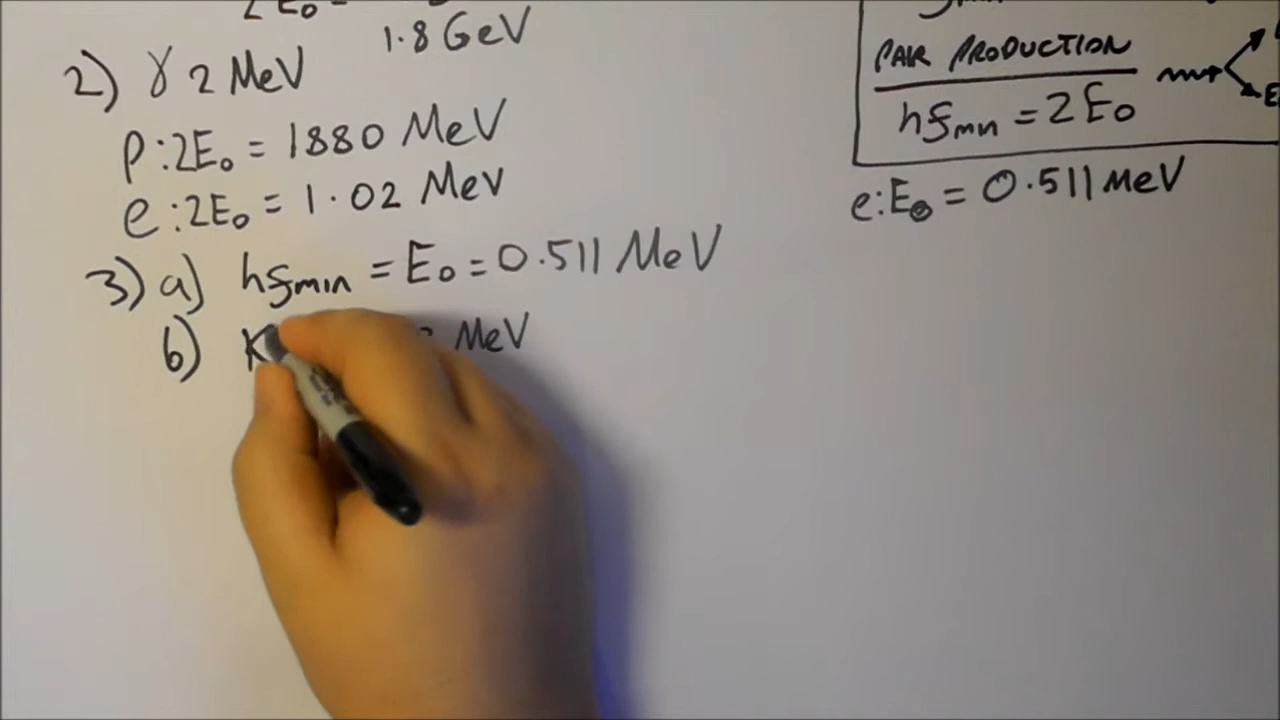 2E₀ =
1.8 GeV
2) γ 2 MeV
p:2E₀ = 1880 MeV
e:2E₀ = 1.02 MeV
3) a) hf min = E₀ = 0.511 MeV
b) K MeV
PAIR PRODUCTION
hf min = 2E₀
e:E₀ = 0.511 MeV